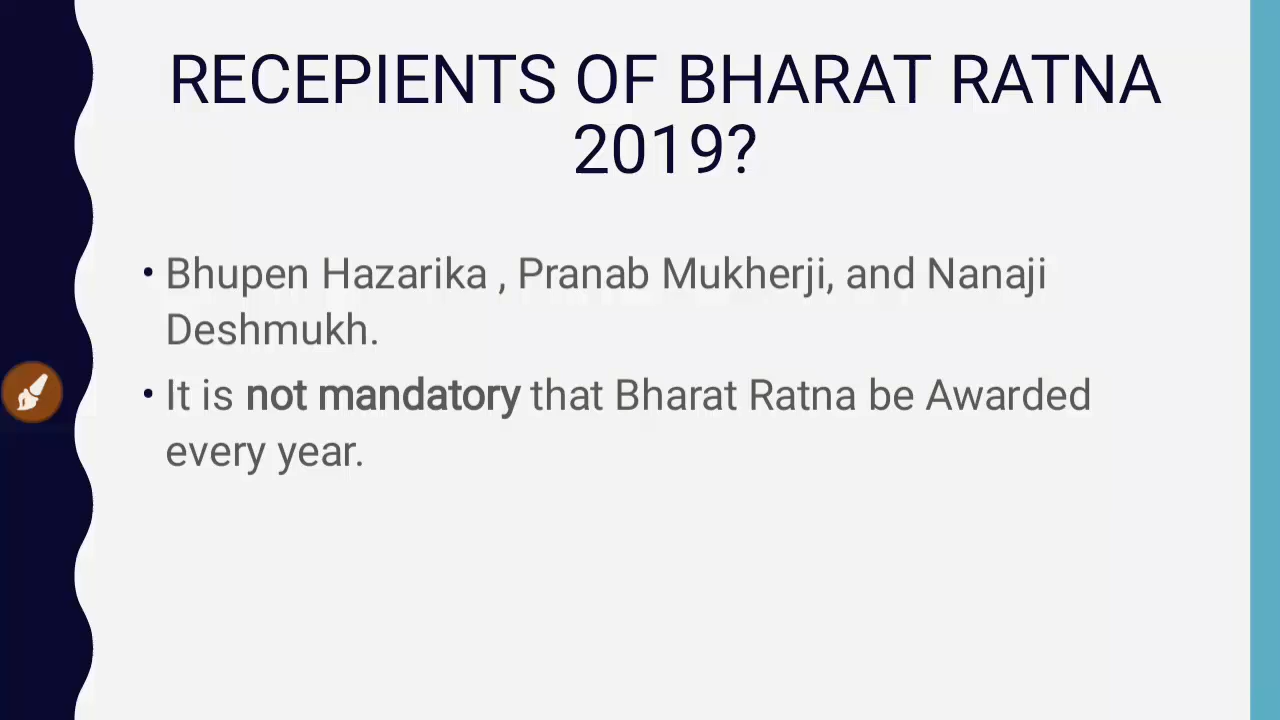 RECEPIENTS OF BHARAT RATNA
2019?
• Bhupen Hazarika , Pranab Mukherji, and Nanaji
Deshmukh.
• It is not mandatory that Bharat Ratna be Awarded
every year.